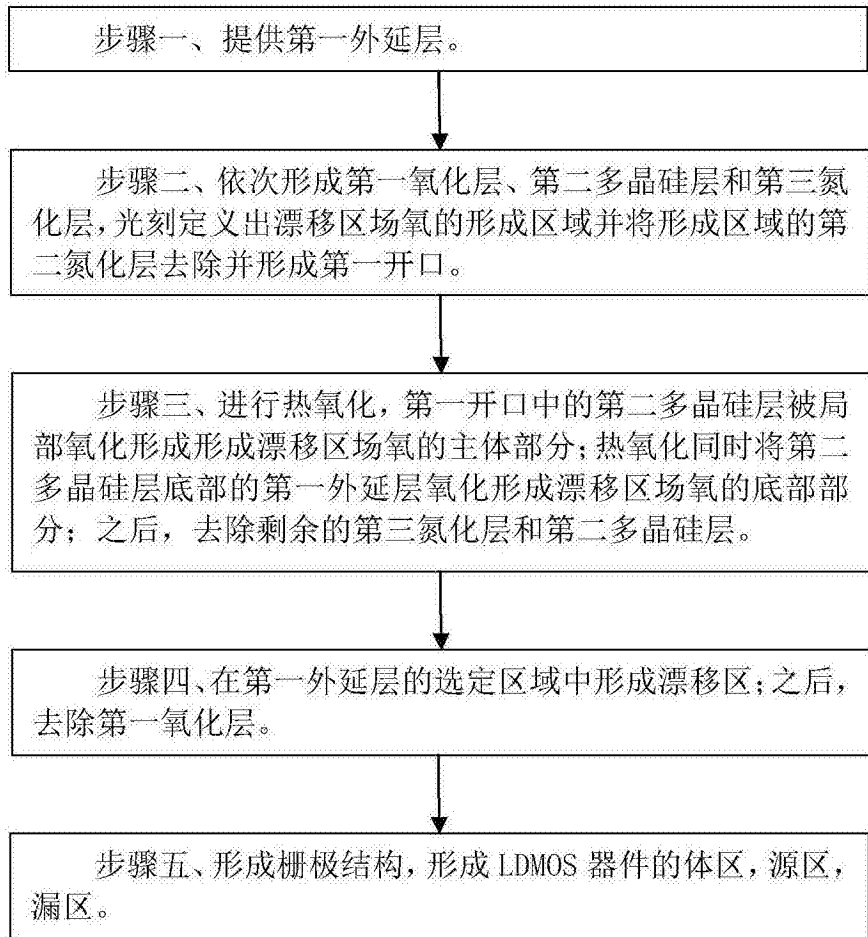 步骤一、提供第一外延层。
步骤二、依次形成第一氧化层、第二多晶硅层和第三氮
化层,光刻定义出漂移区场氧的形成区域并将形成区域的第
二氮化层去除并形成第一开口。
步骤三、进行热氧化，第一开口中的第二多晶硅层被局
部氧化形成形成漂移区场氧的主体部分;热氧化同时将第二
多晶硅层底部的第一外延层氧化形成漂移区场氧的底部部
分；之后，去除剩余的第三氮化层和第二多晶硅层。
步骤四、在第一外延层的选定区域中形成漂移区;之后，
去除第一氧化层。
步骤五、形成栅极结构，形成 LDMOS 器件的体区，源区，
漏区。